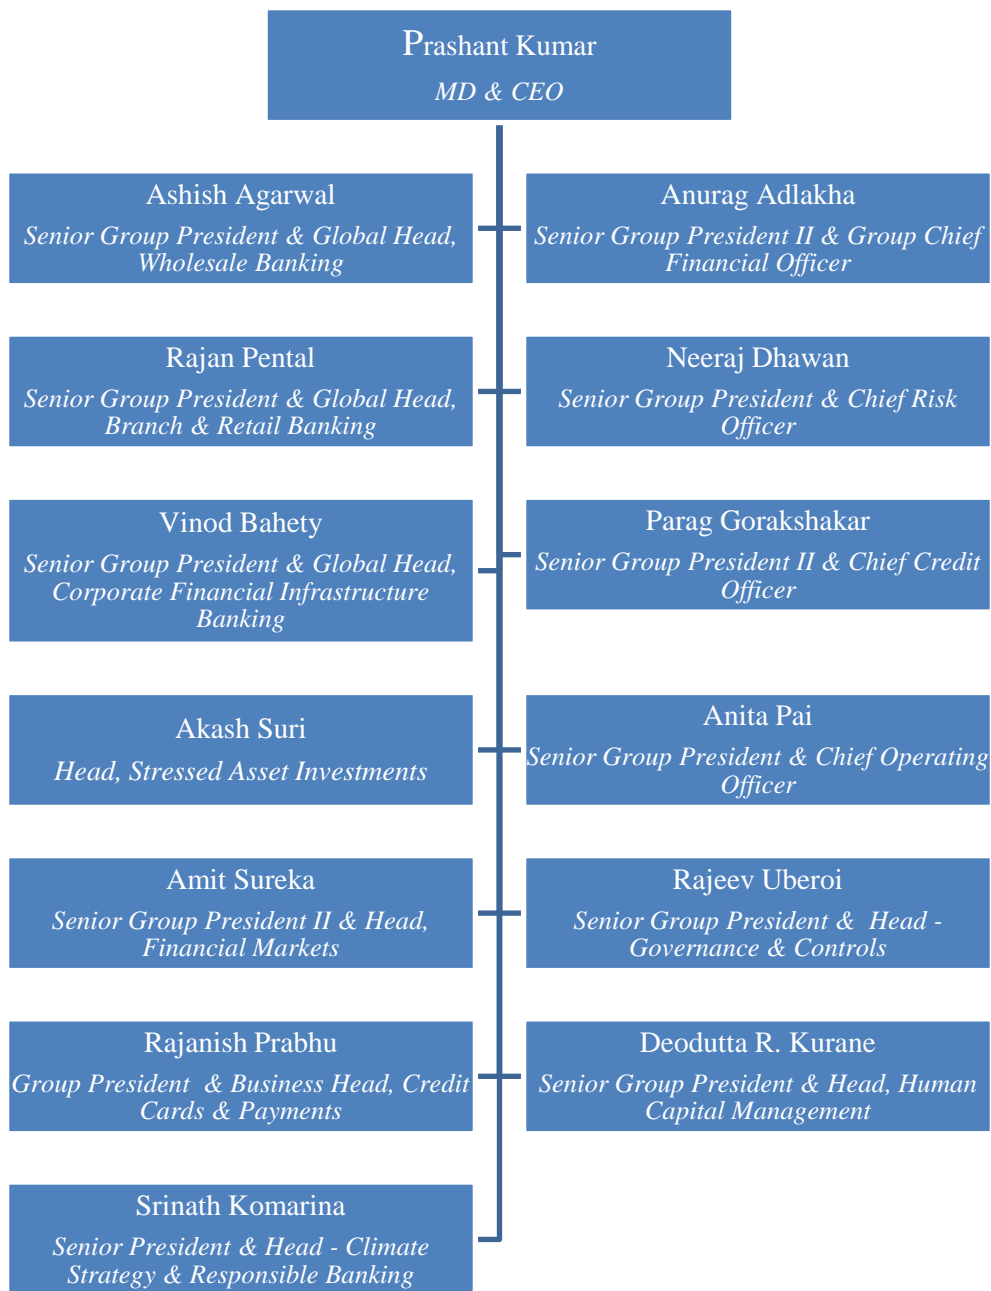 Prashant Kumar
MD & CEO
Ashish Agarwal
Senior Group President & Global Head,
Wholesale Banking
Anurag Adlakha
Senior Group President II & Group Chief
Financial Officer
Rajan Pental
Senior Group President & Global Head,
Branch & Retail Banking
Neeraj Dhawan
Senior Group President & Chief Risk
Officer
Vinod Bahety
Senior Group President & Global Head,
Corporate Financial Infrastructure
Banking
Parag Gorakshakar
Senior Group President II & Chief Credit
Officer
Akash Suri
Head, Stressed Asset Investments
Anita Pai
Senior Group President & Chief Operating
Officer
Amit Sureka
Senior Group President II & Head,
Financial Markets
Rajeev Uberoi
Senior Group President &  Head -
Governance & Controls
Rajanish Prabhu
Group President  & Business Head, Credit
Cards & Payments
Deodutta R. Kurane
Senior Group President & Head, Human
Capital Management
Srinath Komarina
Senior President & Head - Climate
Strategy & Responsible Banking